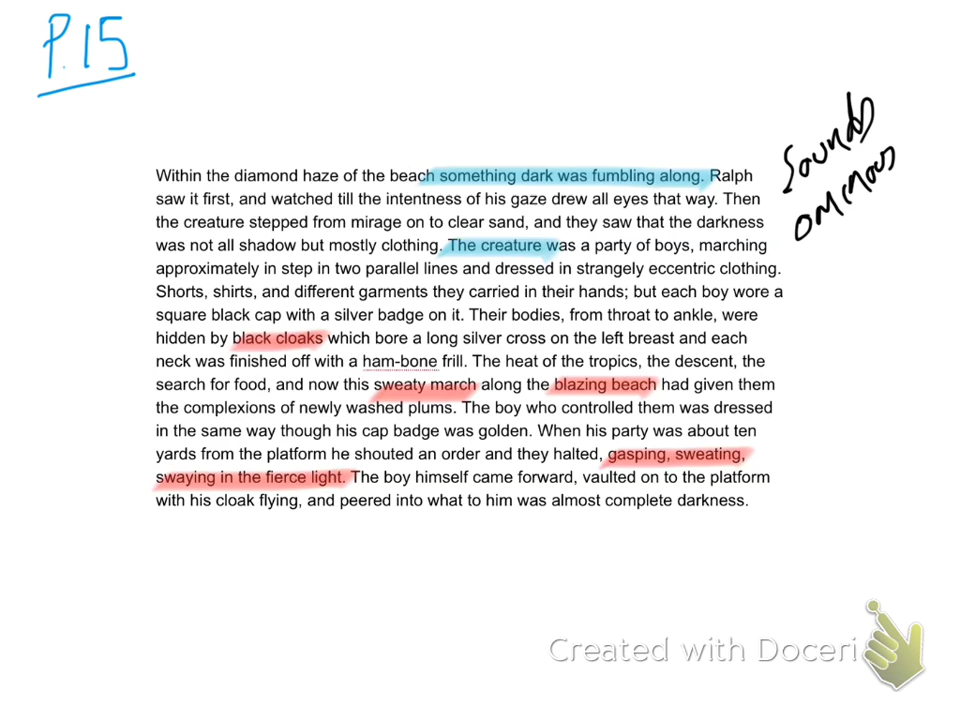 P.15
Sounds
ominous
Within the diamond haze of the beach something dark was fumbling along. Ralph
saw it first, and watched till the intentness of his gaze drew all eyes that way. Then
the creature stepped from mirage on to clear sand, and they saw that the darkness
was not all shadow but mostly clothing. The creature was a party of boys, marching
approximately in step in two parallel lines and dressed in strangely eccentric clothing.
Shorts, shirts, and different garments they carried in their hands; but each boy wore a
square black cap with a silver badge on it. Their bodies, from throat to ankle, were
hidden by black cloaks which bore a long silver cross on the left breast and each
neck was finished off with a ham-bone frill. The heat of the tropics, the descent, the
search for food, and now this sweaty march along the blazing beach had given them
the complexions of newly washed plums. The boy who controlled them was dressed
in the same way though his cap badge was golden. When his party was about ten
yards from the platform he shouted an order and they halted, gasping, sweating,
swaying in the fierce light. The boy himself came forward, vaulted on to the platform
with his cloak flying, and peered into what to him was almost complete darkness.
Created with Doceri